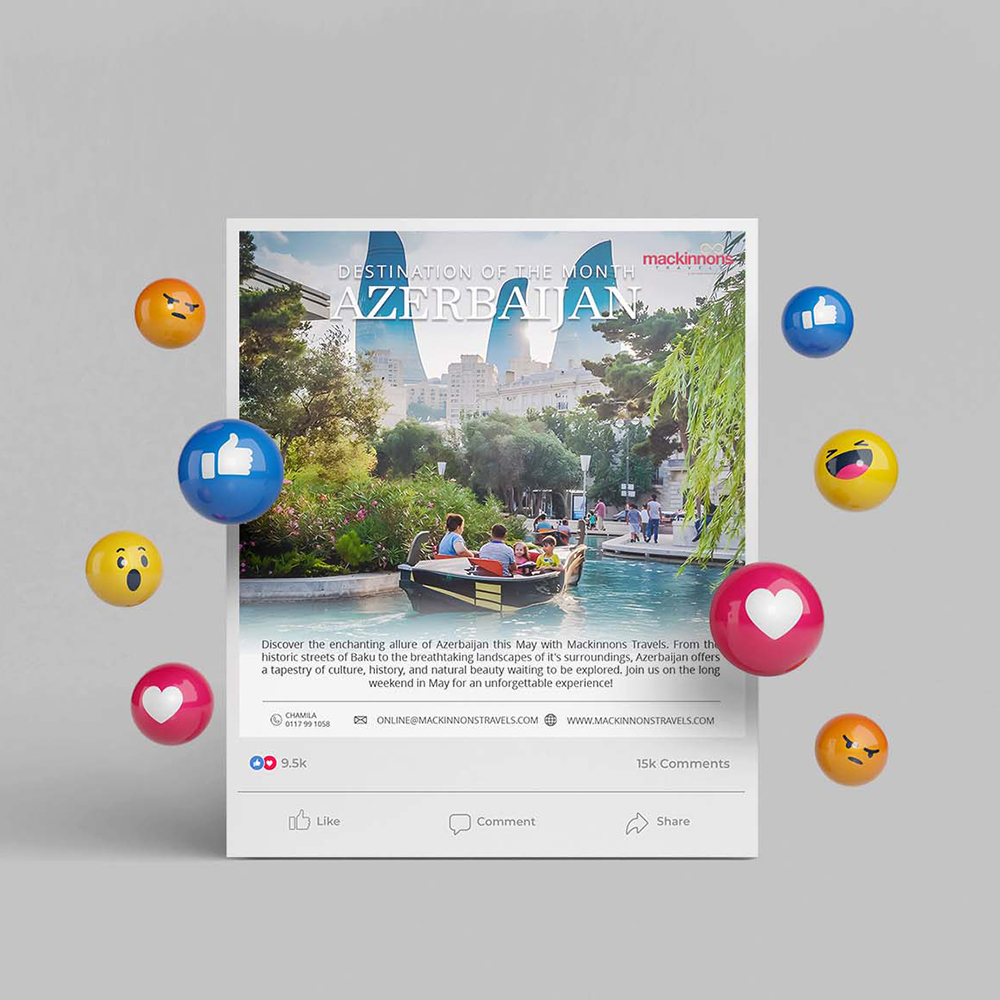 DESTINATION OF THE MONTH
AZERBAIJAN
mackinnons
TRAVELS
Discover the enchanting allure of Azerbaijan this May with Mackinnons Travels. From the
historic streets of Baku to the breathtaking landscapes of it's surroundings, Azerbaijan offers
a tapestry of culture, history, and natural beauty waiting to be explored. Join us on the long
weekend in May for an unforgettable experience!
CHAMILA
0117 99 1058
ONLINE@MACKINNONSTRAVELS.COM
WWW.MACKINNONSTRAVELS.COM
9.5k
15k Comments
Like
Comment
Share